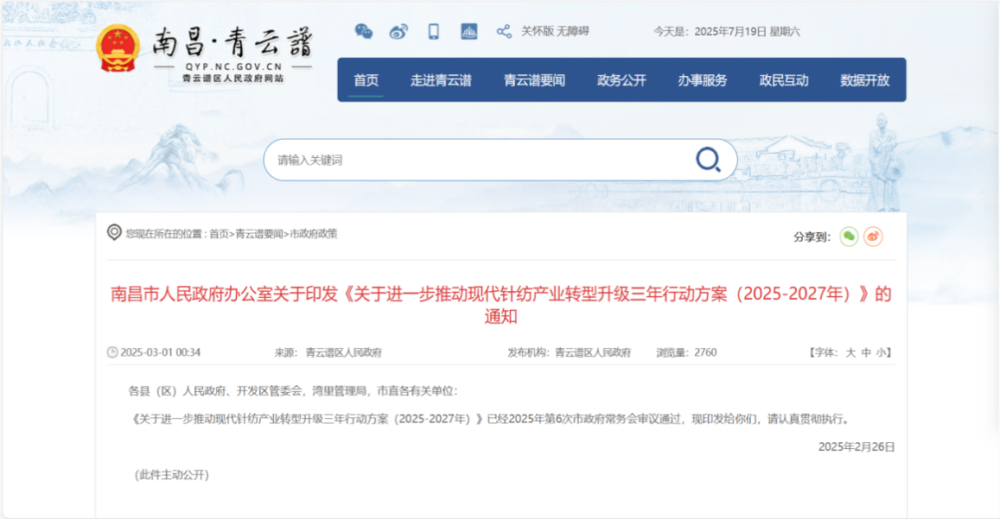 南昌·青云谱
QYP.NC.GOV.CN
青云谱区人民政府网站
关怀版 无障碍
今天是：2025年7月19日 星期六
首页 走进青云谱 青云谱要闻 政务公开 办事服务 政民互动 数据开放
请输入关键词
您现在所在的位置 : 首页>青云谱要闻>市政府政策
分享到：
南昌市人民政府办公室关于印发《关于进一步推动现代针纺产业转型升级三年行动方案（2025-2027年）》的
通知
2025-03-01 00:34 来源： 青云谱区人民政府 发布机构：青云谱区人民政府 浏览量：2760 【字体： 大 中 小】
各县（区）人民政府、开发区管委会，湾里管理局，市直各有关单位：
《关于进一步推动现代针纺产业转型升级三年行动方案（2025-2027年）》已经2025年第6次市政府常务会审议通过，现印发给你们，请认真贯彻执行。
2025年2月26日
（此件主动公开）